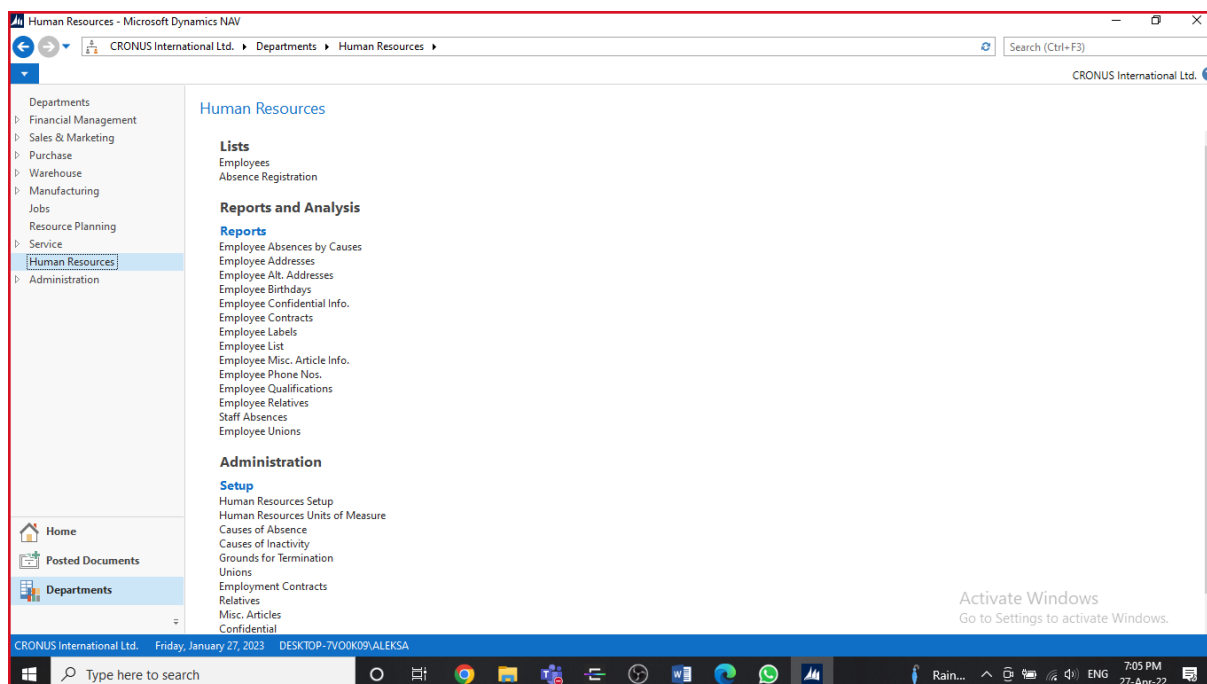 Human Resources - Microsoft Dynamics NAV
CRONUS International Ltd. Departments Human Resources
Search (Ctrl+F3)
CRONUS International Ltd.
Departments
Financial Management
Sales & Marketing
Purchase
Warehouse
Manufacturing
Jobs
Resource Planning
Service
Human Resources
Administration
Home
Posted Documents
Departments
Human Resources
Lists
Employees
Absence Registration
Reports and Analysis
Reports
Employee Absences by Causes
Employee Addresses
Employee Alt. Addresses
Employee Birthdays
Employee Confidential Info.
Employee Contracts
Employee Labels
Employee List
Employee Misc. Article Info.
Employee Phone Nos.
Employee Qualifications
Employee Relatives
Staff Absences
Employee Unions
Administration
Setup
Human Resources Setup
Human Resources Units of Measure
Causes of Absence
Causes of Inactivity
Grounds for Termination
Unions
Employment Contracts
Relatives
Misc. Articles
Confidential
Activate Windows
Go to Settings to activate Windows.
CRONUS International Ltd. Friday, January 27, 2023 DESKTOP-7VO0K09\ALEKSA
Type here to search
Rain... ENG
7:05 PM
27-Apr-22